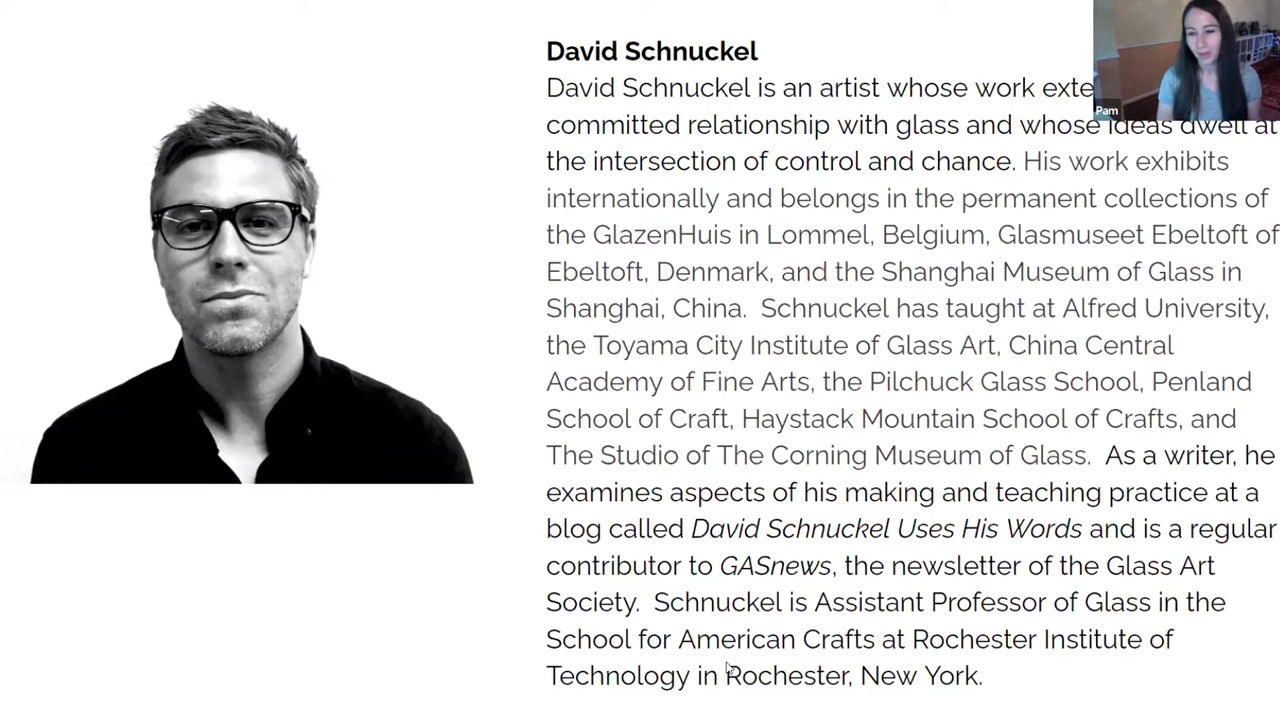 David Schnuckel
David Schnuckel is an artist whose work exte
committed relationship with glass and whose ideas dwell at
the intersection of control and chance. His work exhibits
internationally and belongs in the permanent collections of
the GlazenHuis in Lommel, Belgium, Glasmuseet Ebeltoft of
Ebeltoft, Denmark, and the Shanghai Museum of Glass in
Shanghai, China.  Schnuckel has taught at Alfred University,
the Toyama City Institute of Glass Art, China Central
Academy of Fine Arts, the Pilchuck Glass School, Penland
School of Craft, Haystack Mountain School of Crafts, and
The Studio of The Corning Museum of Glass.  As a writer, he
examines aspects of his making and teaching practice at a
blog called David Schnuckel Uses His Words and is a regular
contributor to GASnews, the newsletter of the Glass Art
Society.  Schnuckel is Assistant Professor of Glass in the
School for American Crafts at Rochester Institute of
Technology in Rochester, New York.
Pam